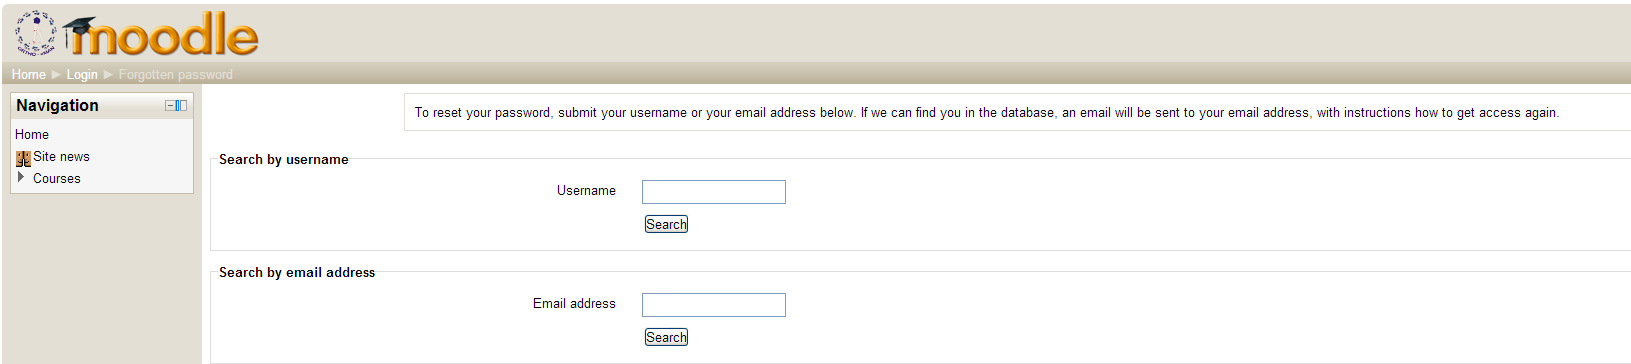 moodle
Home Login Forgotten password
Navigation
Home
Site news
Courses
To reset your password, submit your username or your email address below. If we can find you in the database, an email will be sent to your email address, with instructions how to get access again.
Search by username
Username
Search
Search by email address
Email address
Search